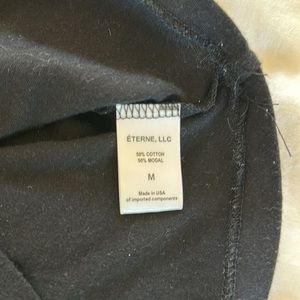 ÉTERNE, LLC
50% COTTON
50% MODAL
M
Made in USA
of imported components